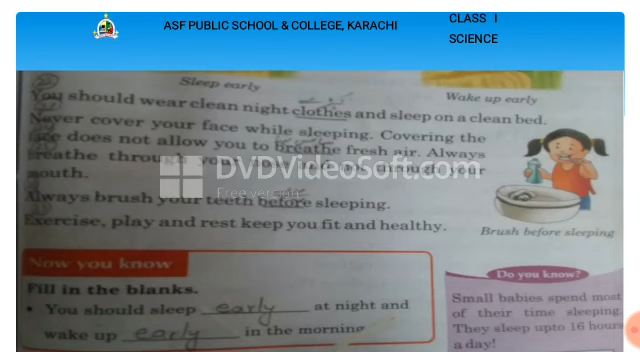 ASF PUBLIC SCHOOL & COLLEGE, KARACHI
CLASS I
SCIENCE
Sleep early
Wake up early
You should wear clean night clothes and sleep on a clean bed.
Never cover your face while sleeping. Covering the
face does not allow you to breathe fresh air. Always
breathe through your through your
mouth.
DVDVideoSoft.com
Free version
Always brush your teeth before sleeping.
Exercise, play and rest keep you fit and healthy.
Brush before sleeping
Now you know
Fill in the blanks.
• You should sleep early at night and
wake up early in the morning
Do you know?
Small babies spend most
of their time sleeping.
They sleep upto 16 hours
a day!